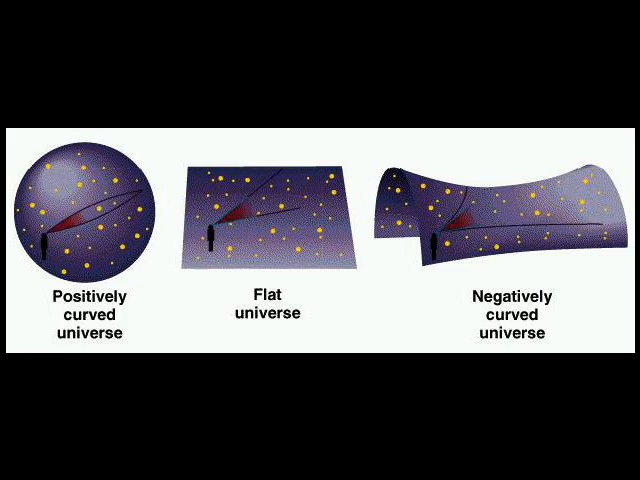 Positively
curved
universe
Flat
universe
Negatively
curved
universe